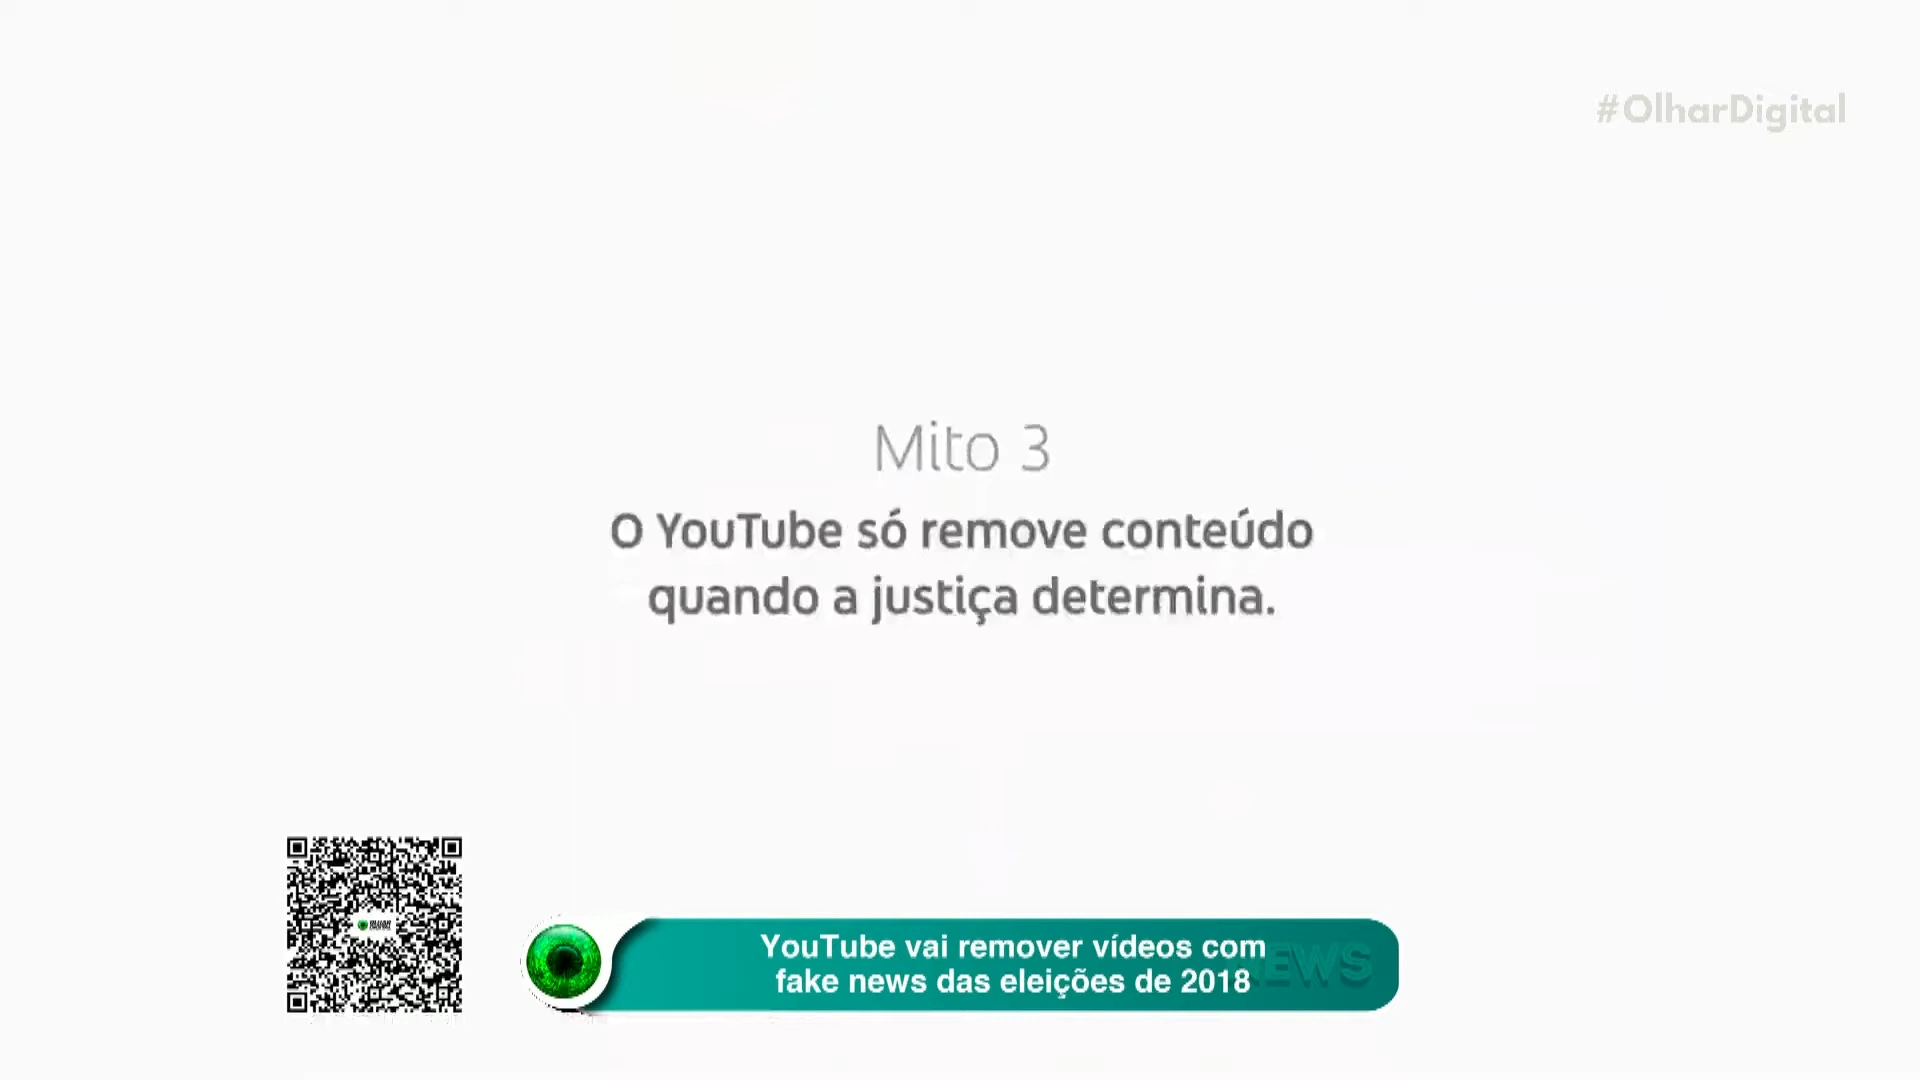 #OlharDigital
Mito 3
O YouTube só remove conteúdo
quando a justiça determina.
YouTube vai remover vídeos com
fake news das eleições de 2018
NEWS